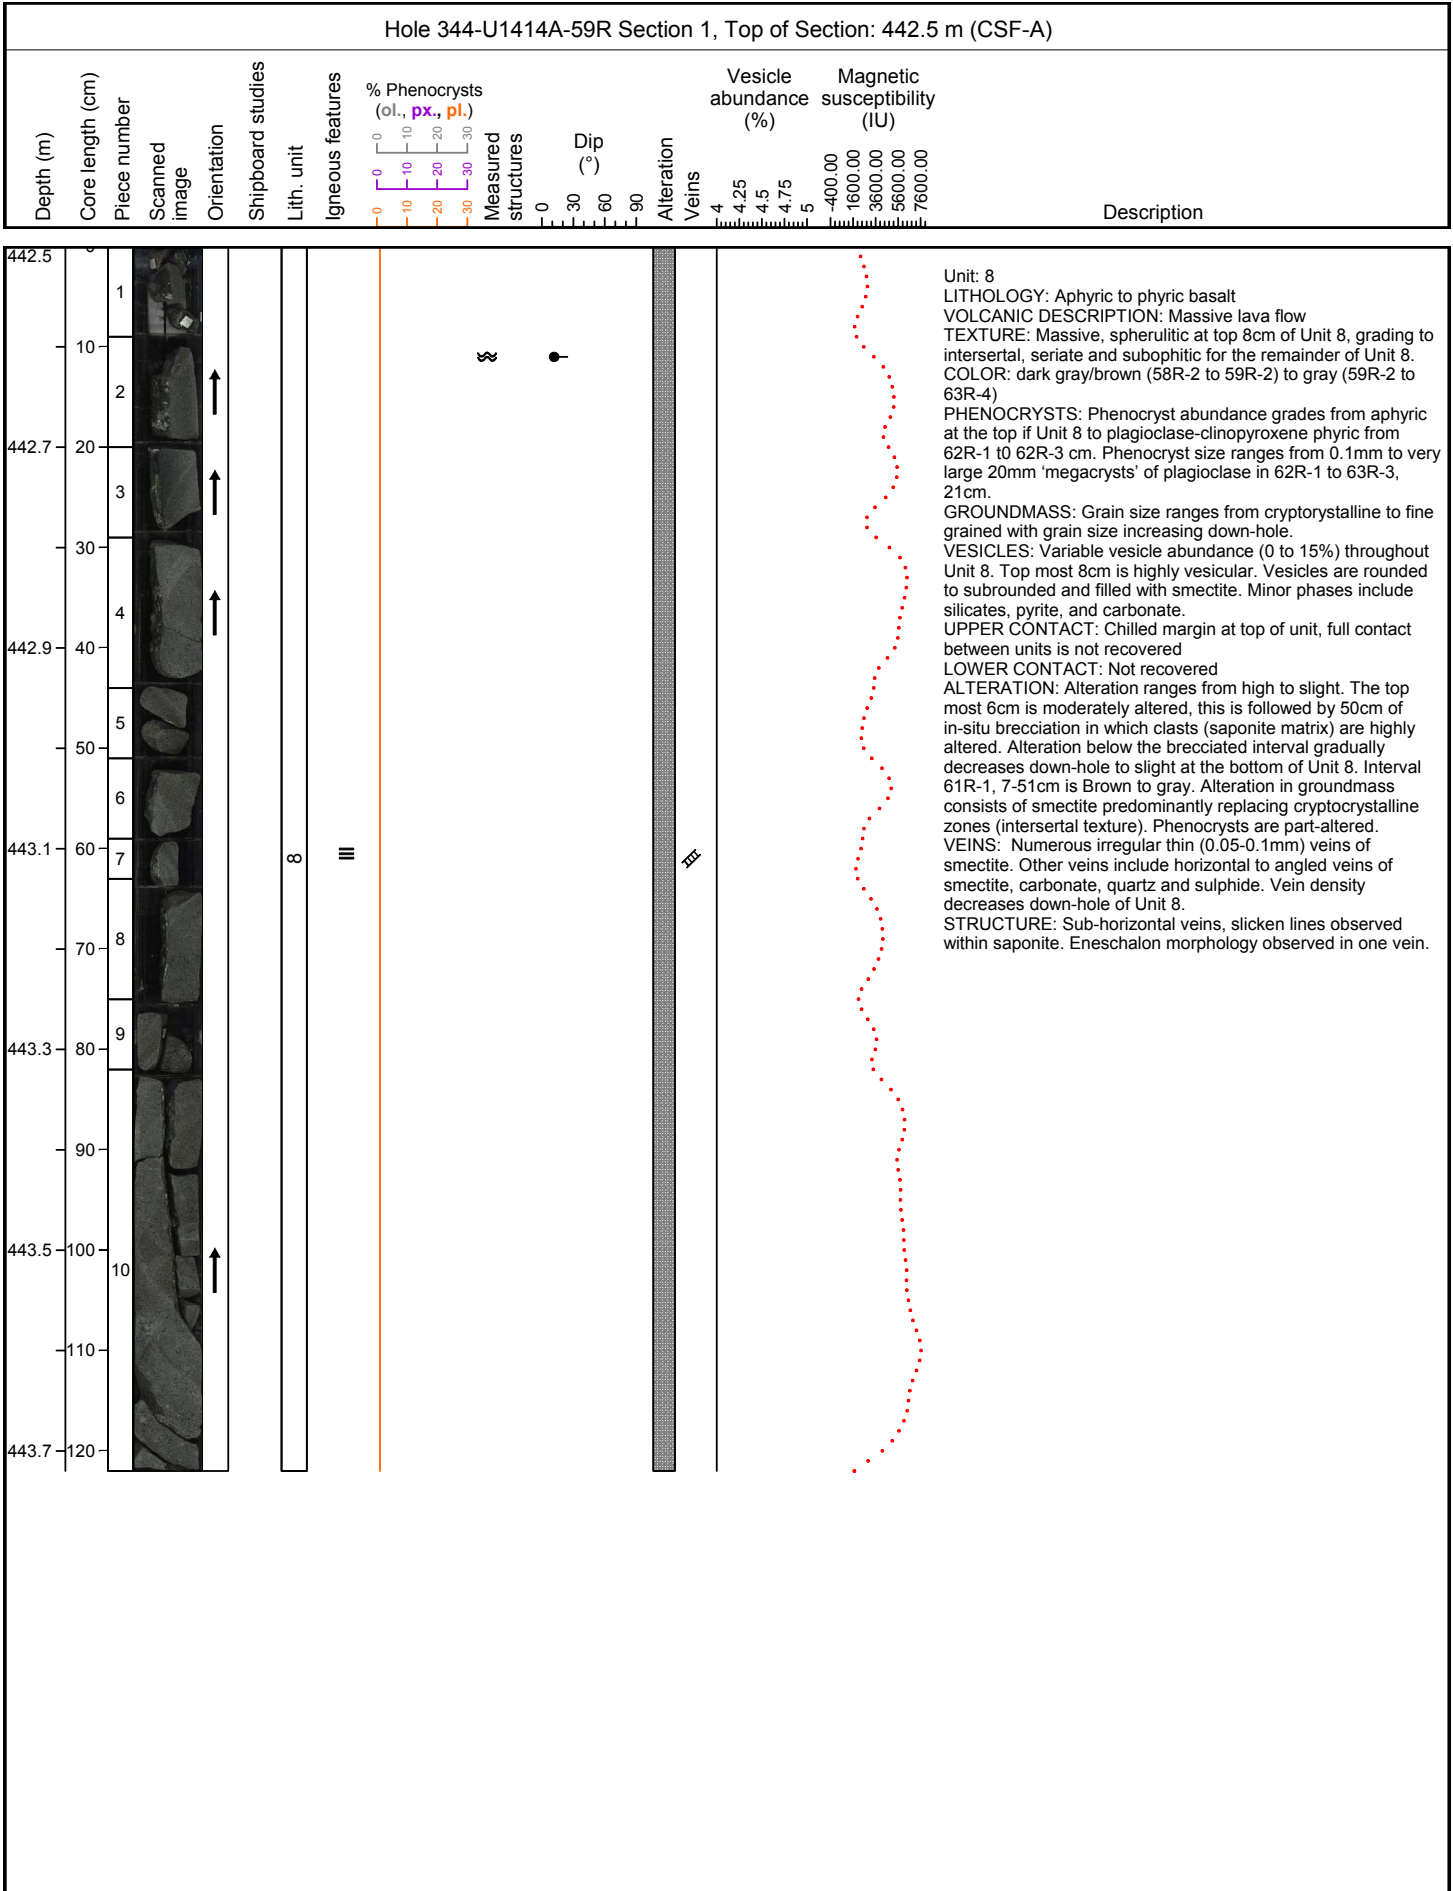 Hole 344-U1414A-59R Section 1, Top of Section: 442.5 m (CSF-A)
Depth (m)
Core length (cm)
Piece number
Scanned
image
Orientation
Shipboard studies
Lith. unit
Igneous features
% Phenocrysts
(ol., px., pl.)
0 10 20 30
0 10 20 30
0 10 20 30
Measured
structures
Dip
(°)
0 30 60 90
Alteration
Veins
Vesicle
abundance
(%)
4 4.25 4.5 4.75 5
Magnetic
susceptibility
(IU)
-400.00 1600.00 3600.00 5600.00 7600.00
Description
442.5
1
10
2
442.7 20
3
30
4
442.9 40
5
50
6
443.1 60
7
8
8
70
9
443.3 80
90
443.5 100
10
110
443.7 120
Unit: 8
LITHOLOGY: Aphyric to phyric basalt
VOLCANIC DESCRIPTION: Massive lava flow
TEXTURE: Massive, spherulitic at top 8cm of Unit 8, grading to
intersertal, seriate and subophitic for the remainder of Unit 8.
COLOR: dark gray/brown (58R-2 to 59R-2) to gray (59R-2 to
63R-4)
PHENOCRYSTS: Phenocryst abundance grades from aphyric
at the top if Unit 8 to plagioclase-clinopyroxene phyric from
62R-1 t0 62R-3 cm. Phenocryst size ranges from 0.1mm to very
large 20mm ‘megacrysts’ of plagioclase in 62R-1 to 63R-3,
21cm.
GROUNDMASS: Grain size ranges from cryptorystalline to fine
grained with grain size increasing down-hole.
VESICLES: Variable vesicle abundance (0 to 15%) throughout
Unit 8. Top most 8cm is highly vesicular. Vesicles are rounded
to subrounded and filled with smectite. Minor phases include
silicates, pyrite, and carbonate.
UPPER CONTACT: Chilled margin at top of unit, full contact
between units is not recovered
LOWER CONTACT: Not recovered
ALTERATION: Alteration ranges from high to slight. The top
most 6cm is moderately altered, this is followed by 50cm of
in-situ brecciation in which clasts (saponite matrix) are highly
altered. Alteration below the brecciated interval gradually
decreases down-hole to slight at the bottom of Unit 8. Interval
61R-1, 7-51cm is Brown to gray. Alteration in groundmass
consists of smectite predominantly replacing cryptocrystalline
zones (intersertal texture). Phenocrysts are part-altered.
VEINS:  Numerous irregular thin (0.05-0.1mm) veins of
smectite. Other veins include horizontal to angled veins of
smectite, carbonate, quartz and sulphide. Vein density
decreases down-hole of Unit 8.
STRUCTURE: Sub-horizontal veins, slicken lines observed
within saponite. Eneschalon morphology observed in one vein.